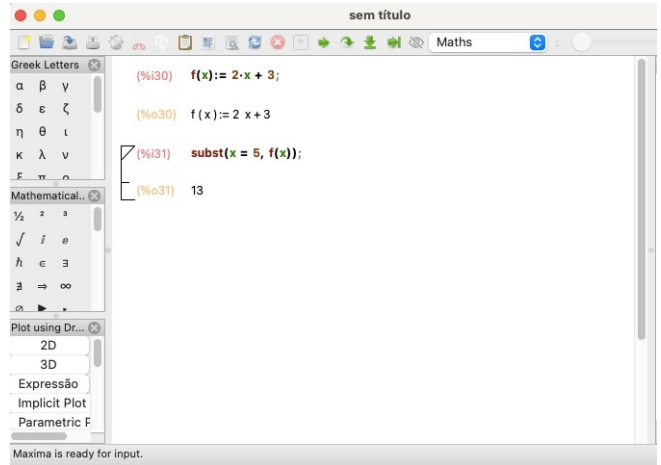 sem título
Maths
Greek Letters
α β γ
δ ε ζ
η θ ι
κ λ ν
ξ π ο
Mathematical..
½ ² ³
√ i e
ħ ∈ ∃
∄ ⇒ ∞
∅
Plot using Dr...
2D
3D
Expressão
Implicit Plot
Parametric P
(%i30) f(x):= 2·x + 3;
(%o30) f(x):=2 x+3
(%i31) subst(x = 5, f(x));
(%o31) 13
Maxima is ready for input.